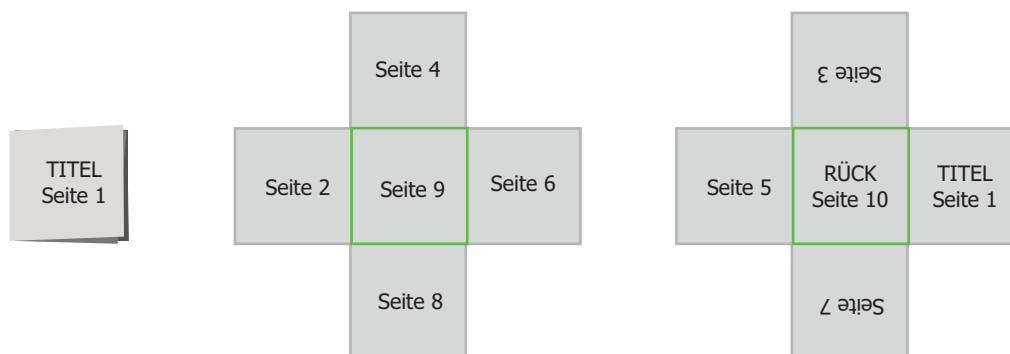 TITEL
Seite 1
Seite 4
Seite 2
Seite 9
Seite 6
Seite 8
Seite 3
Seite 5
RÜCK
Seite 10
TITEL
Seite 1
Seite 7